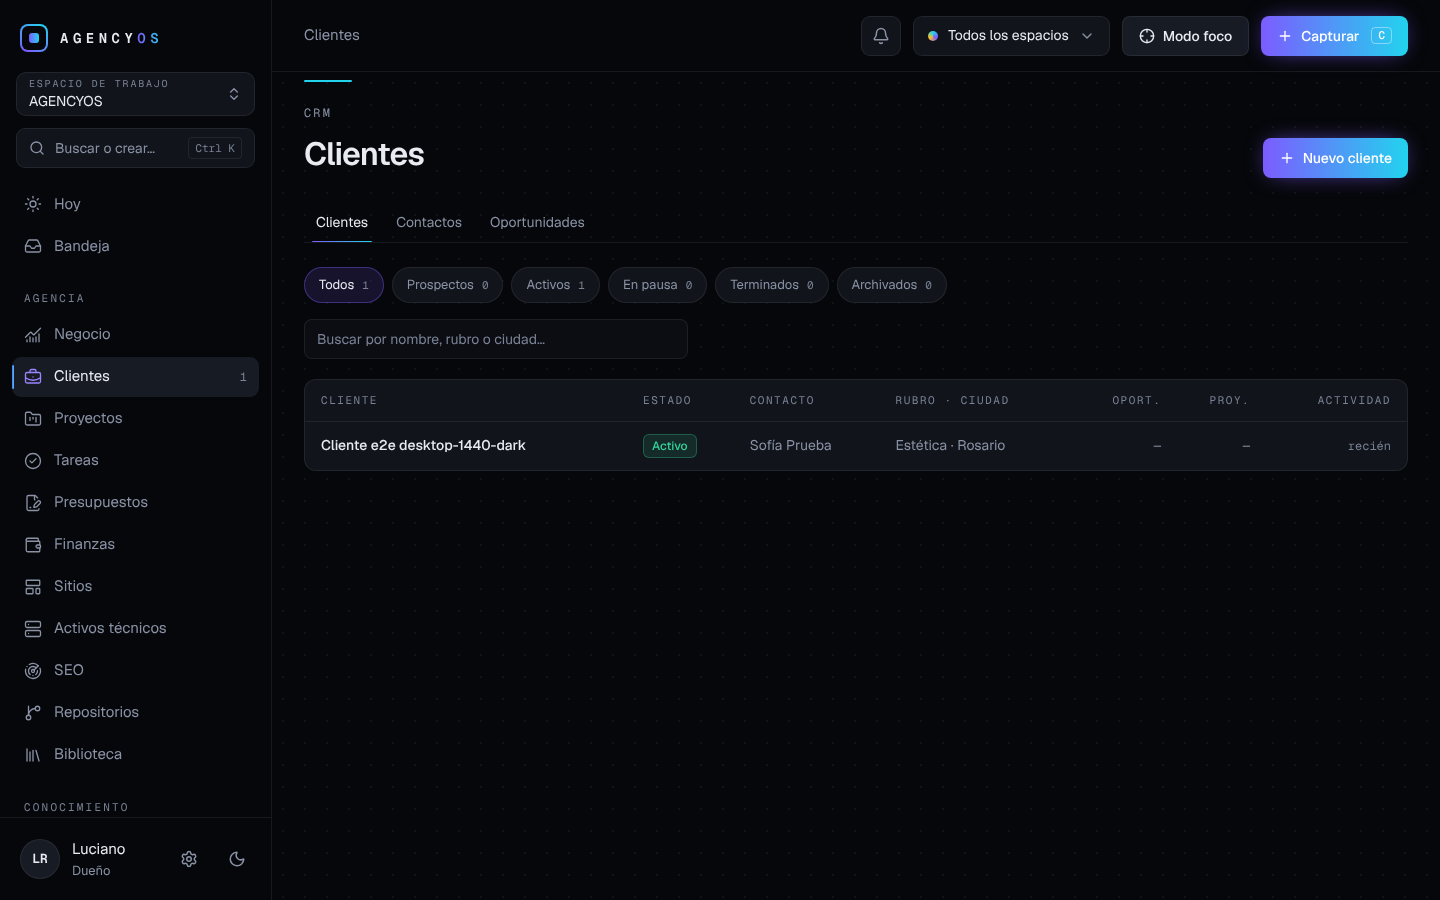 AGENCYOS
ESPACIO DE TRABAJO
AGENCYOS
Buscar o crear... Ctrl K
Hoy
Bandeja
AGENCIA
Negocio
Clientes 1
Proyectos
Tareas
Presupuestos
Finanzas
Sitios
Activos técnicos
SEO
Repositorios
Biblioteca
CONOCIMIENTO
LR
Luciano
Dueño
Clientes
Todos los espacios
Modo foco
Capturar C
CRM
Clientes
Nuevo cliente
Clientes Contactos Oportunidades
Todos 1 Prospectos 0 Activos 1 En pausa 0 Terminados 0 Archivados 0
Buscar por nombre, rubro o ciudad...
CLIENTE ESTADO CONTACTO RUBRO · CIUDAD OPORT. PROY. ACTIVIDAD
Cliente e2e desktop-1440-dark Activo Sofía Prueba Estética · Rosario — — recién